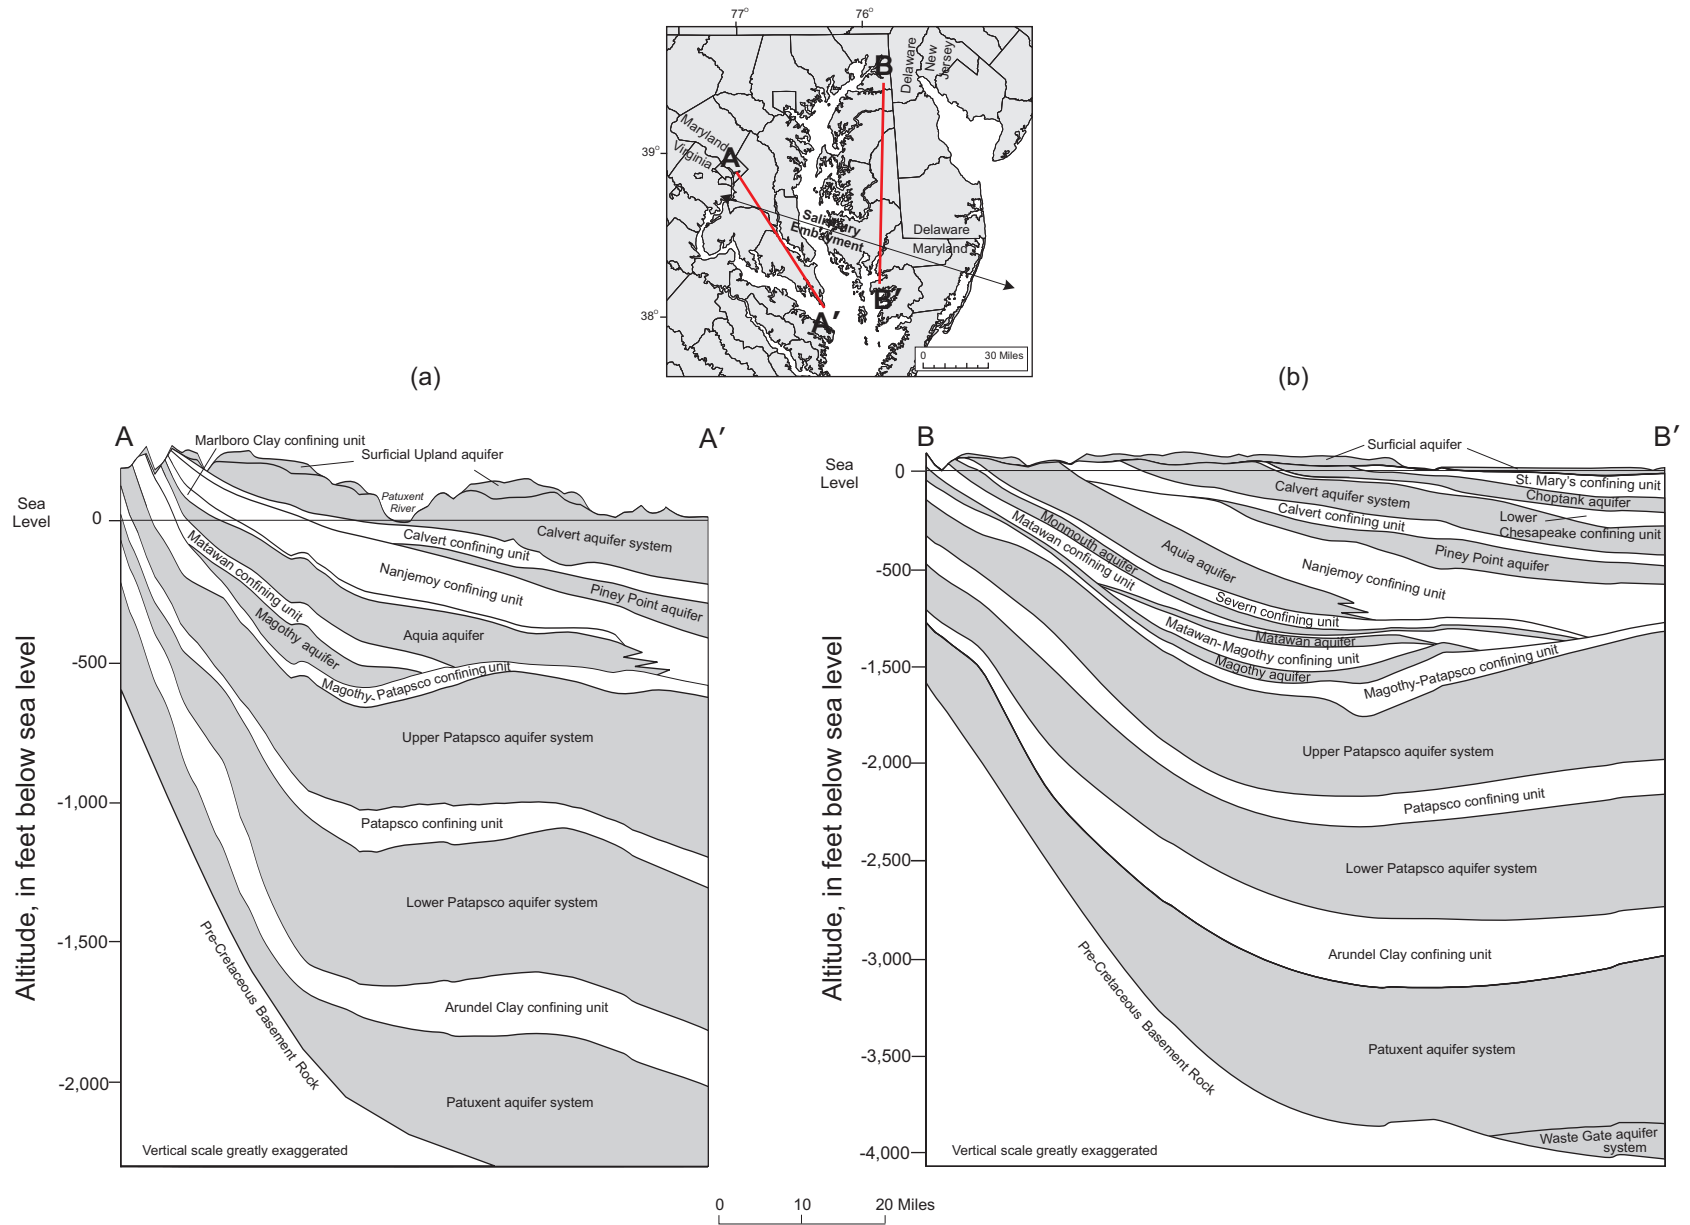 77°
76°
B
Delaware
New
Jersey
Maryland
Virginia
39°
A
Salisbury
Embayment
Delaware
Maryland
B′
A′
38°
0 30 Miles
(a)
(b)
A
A′
Marlboro Clay confining unit
Surficial Upland aquifer
Patuxent
River
Sea
Level
0
-500
-1,000
-1,500
-2,000
Altitude, in feet below sea level
Calvert aquifer system
Calvert confining unit
Nanjemoy confining unit
Piney Point aquifer
Matawan confining unit
Magothy aquifer
Aquia aquifer
Magothy-Patapsco confining unit
Upper Patapsco aquifer system
Patapsco confining unit
Lower Patapsco aquifer system
Arundel Clay confining unit
Patuxent aquifer system
Pre-Cretaceous Basement Rock
Vertical scale greatly exaggerated
B
B′
Surficial aquifer
Sea
Level
0
-500
-1,500
-2,000
-2,500
-3,000
-3,500
-4,000
Altitude, in feet below sea level
St. Mary's confining unit
Choptank aquifer
Lower
Chesapeake confining unit
Calvert aquifer system
Calvert confining unit
Piney Point aquifer
Nanjemoy confining unit
Aquia aquifer
Monmouth aquifer
Matawan confining
unit
Severn confining unit
Matawan aquifer
Matawan-Magothy confining unit
Magothy aquifer
Magothy-Patapsco confining unit
Upper Patapsco aquifer system
Patapsco confining unit
Lower Patapsco aquifer system
Arundel Clay confining unit
Patuxent aquifer system
Waste Gate aquifer
system
Pre-Cretaceous Basement Rock
Vertical scale greatly exaggerated
0 10 20 Miles